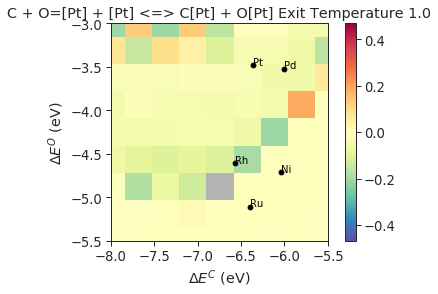 C + O=[Pt] + [Pt] <=> C[Pt] + O[Pt] Exit Temperature 1.0
−3.0
−3.5
−4.0
−4.5
−5.0
−5.5
ΔE^O (eV)
Pt
Pd
Rh
Ni
Ru
−8.0 −7.5 −7.0 −6.5 −6.0 −5.5
ΔE^C (eV)
0.4
0.2
0.0
−0.2
−0.4